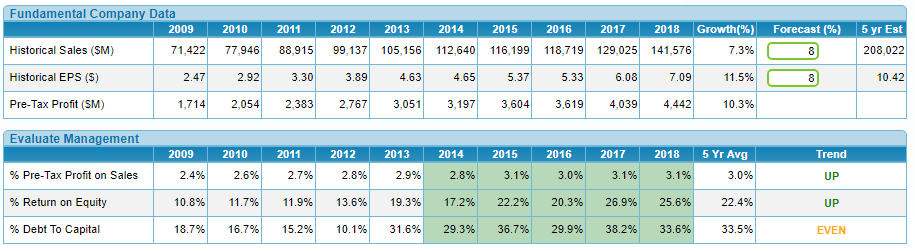 Fundamental Company Data
2009 2010 2011 2012 2013 2014 2015 2016 2017 2018 Growth(%) Forecast (%) 5 yr Est
Historical Sales ($M) 71,422 77,946 88,915 99,137 105,156 112,640 116,199 118,719 129,025 141,576 7.3% 8 208,022
Historical EPS ($) 2.47 2.92 3.30 3.89 4.63 4.65 5.37 5.33 6.08 7.09 11.5% 8 10.42
Pre-Tax Profit ($M) 1,714 2,054 2,383 2,767 3,051 3,197 3,604 3,619 4,039 4,442 10.3%
Evaluate Management
2009 2010 2011 2012 2013 2014 2015 2016 2017 2018 5 Yr Avg Trend
% Pre-Tax Profit on Sales 2.4% 2.6% 2.7% 2.8% 2.9% 2.8% 3.1% 3.0% 3.1% 3.1% 3.0% UP
% Return on Equity 10.8% 11.7% 11.9% 13.6% 19.3% 17.2% 22.2% 20.3% 26.9% 25.6% 22.4% UP
% Debt To Capital 18.7% 16.7% 15.2% 10.1% 31.6% 29.3% 36.7% 29.9% 38.2% 33.6% 33.5% EVEN